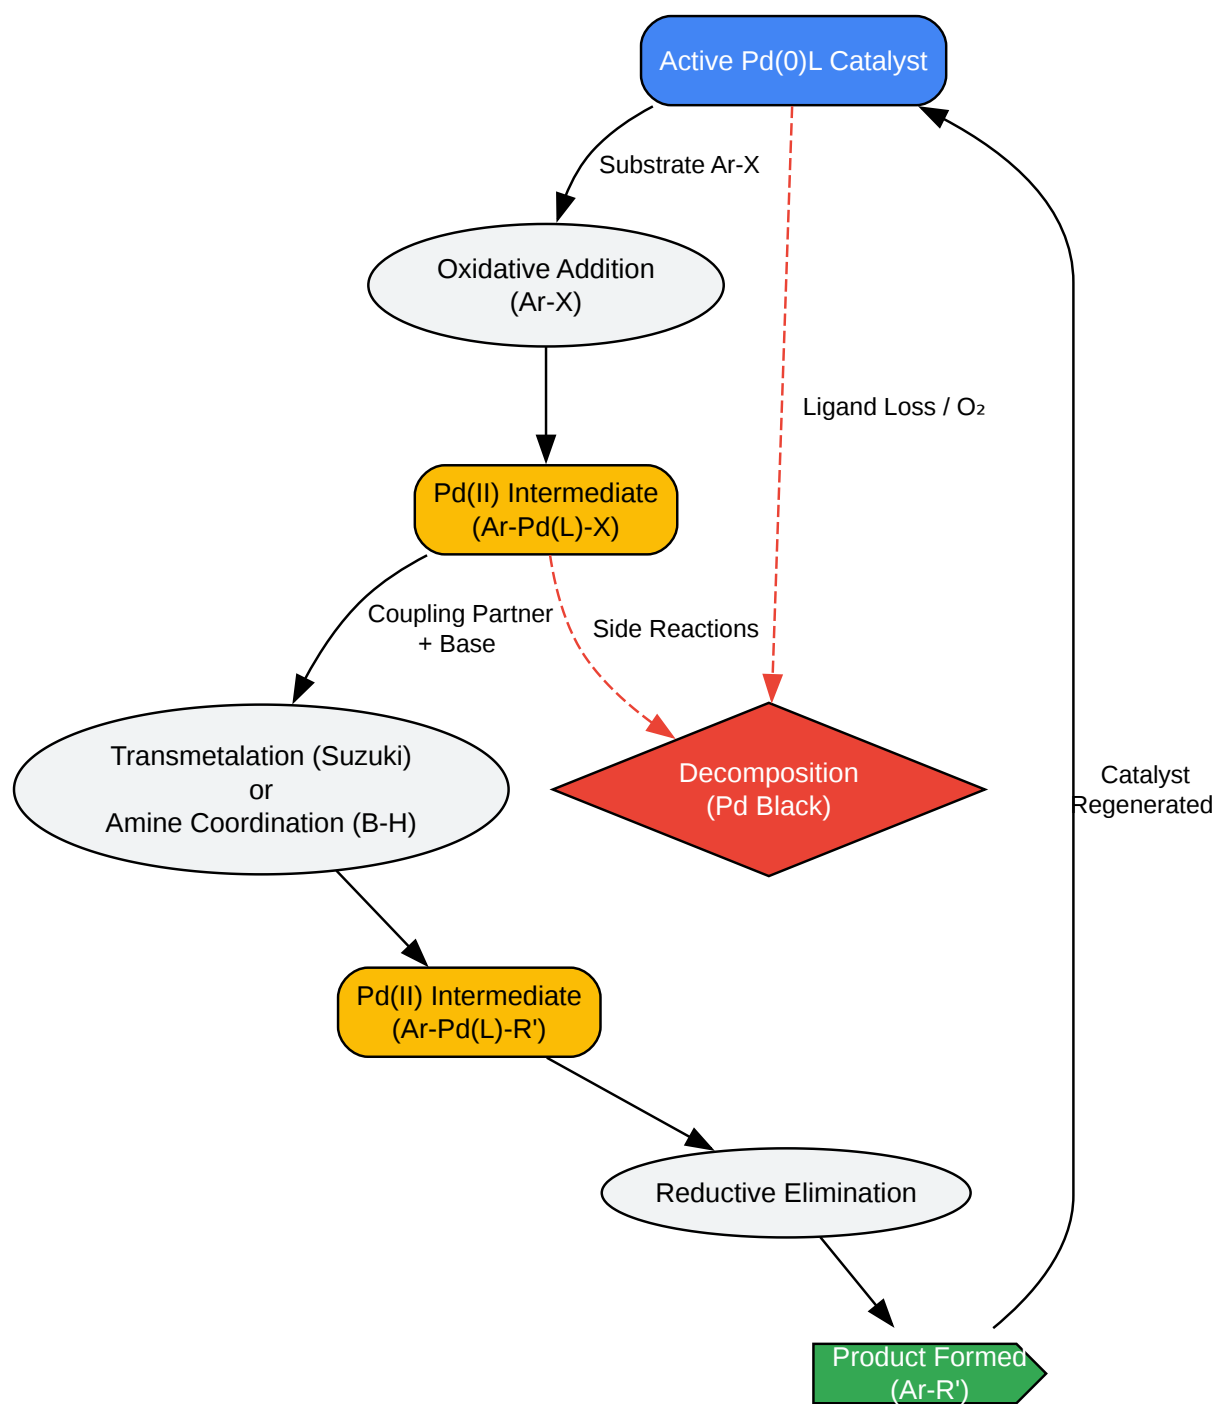 Active Pd(0)L Catalyst
Substrate Ar-X
Oxidative Addition
(Ar-X)
Ligand Loss / O₂
Pd(II) Intermediate
(Ar-Pd(L)-X)
Coupling Partner
+ Base
Side Reactions
Transmetalation (Suzuki)
or
Amine Coordination (B-H)
Decomposition
(Pd Black)
Catalyst
Regenerated
Pd(II) Intermediate
(Ar-Pd(L)-R')
Reductive Elimination
Product Formed
(Ar-R')